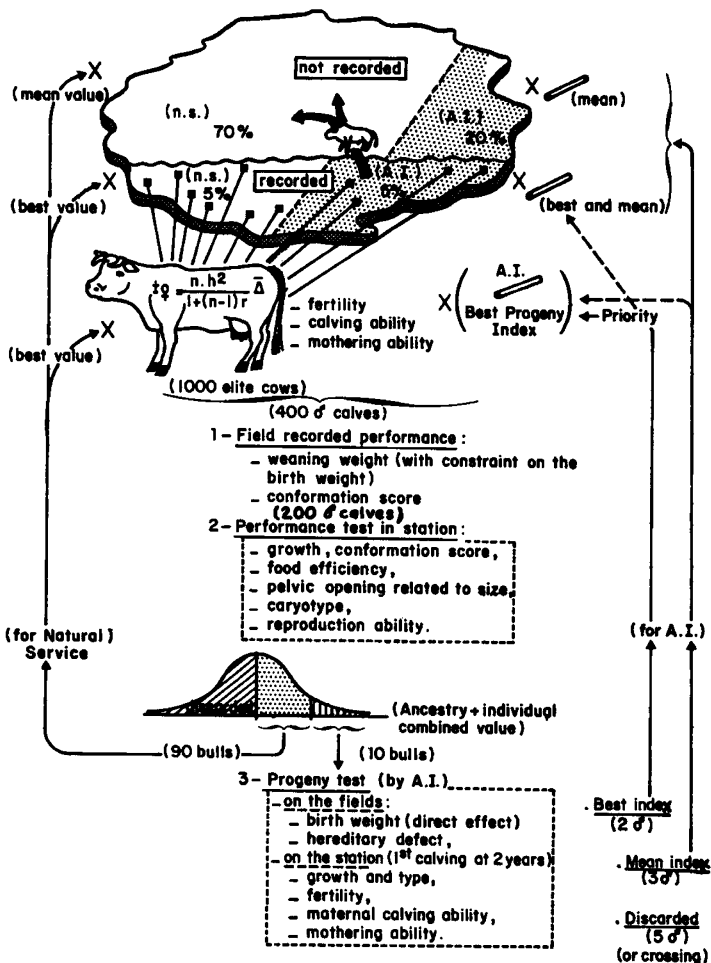 not recorded
X
(mean value)
(n.s.)
70%
(A.I.)
20%
X
(mean)
(n.s.)
5%
recorded
(A.I.)
5%
X
(best value)
X
(best and mean)
‡♀ = n.h² / 1+(n-1)r Δ̄
- fertility
- calving ability
- mothering ability
X
(best value)
X
A.I.
Best Progeny
Index
Priority
(1000 elite cows)
(400 ♂ calves)
1- Field recorded performance:
- weaning weight (with constraint on the
birth weight)
- conformation score
(200 ♂ calves)
2- Performance test in station:
- growth, conformation score,
- food efficiency,
- pelvic opening related to size,
- caryotype,
- reproduction ability.
(for Natural)
Service
(for A.I.)
(Ancestry + individual
combined value)
(90 bulls)
(10 bulls)
3- Progeny test (by A.I.)
- on the fields:
- birth weight (direct effect)
- hereditary defect,
- on the station (1st calving at 2 years)
- growth and type,
- fertility,
- maternal calving ability,
- mothering ability.
. Best index
(2 ♂)
. Mean index
(3♂)
. Discarded
(5 ♂)
(or crossing)